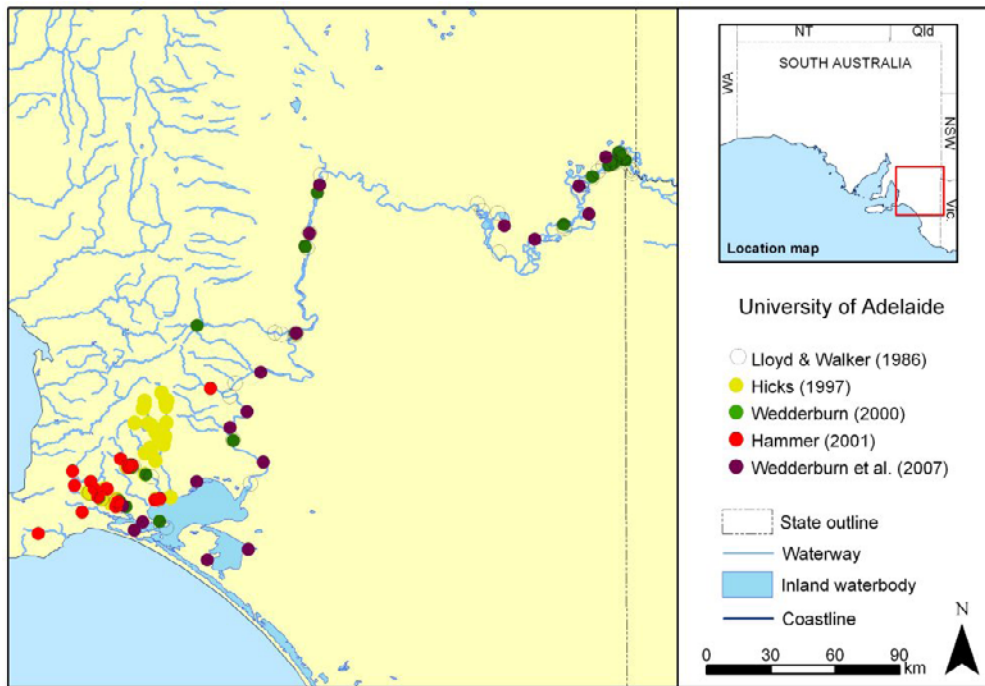 NT
Qld
SOUTH AUSTRALIA
WA
NSW
Vic.
Location map
University of Adelaide
Lloyd & Walker (1986)
Hicks (1997)
Wedderburn (2000)
Hammer (2001)
Wedderburn et al. (2007)
State outline
Waterway
Inland waterbody
Coastline
N
0 30 60 90
km